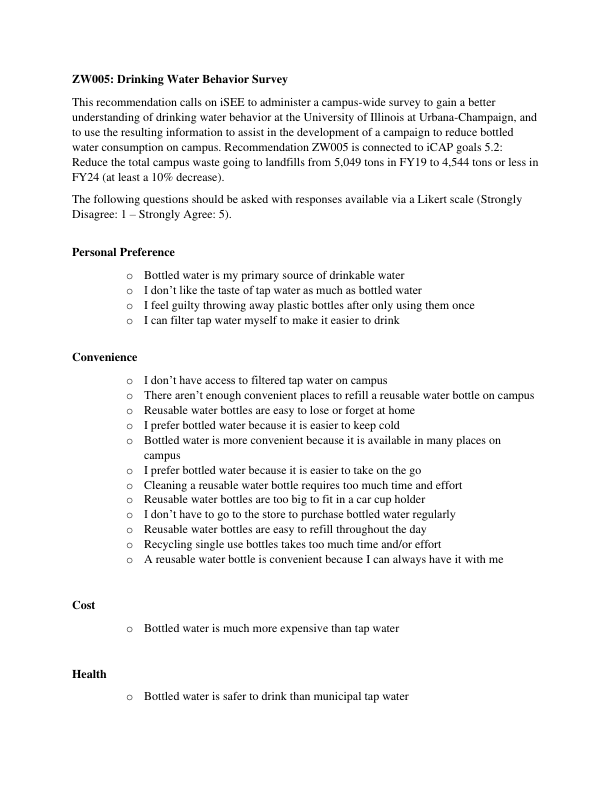 ZW005: Drinking Water Behavior Survey
This recommendation calls on iSEE to administer a campus-wide survey to gain a better
understanding of drinking water behavior at the University of Illinois at Urbana-Champaign, and
to use the resulting information to assist in the development of a campaign to reduce bottled
water consumption on campus. Recommendation ZW005 is connected to iCAP goals 5.2:
Reduce the total campus waste going to landfills from 5,049 tons in FY19 to 4,544 tons or less in
FY24 (at least a 10% decrease).
The following questions should be asked with responses available via a Likert scale (Strongly
Disagree: 1 – Strongly Agree: 5).
Personal Preference
o Bottled water is my primary source of drinkable water
o I don’t like the taste of tap water as much as bottled water
o I feel guilty throwing away plastic bottles after only using them once
o I can filter tap water myself to make it easier to drink
Convenience
o I don’t have access to filtered tap water on campus
o There aren’t enough convenient places to refill a reusable water bottle on campus
o Reusable water bottles are easy to lose or forget at home
o I prefer bottled water because it is easier to keep cold
o Bottled water is more convenient because it is available in many places on
campus
o I prefer bottled water because it is easier to take on the go
o Cleaning a reusable water bottle requires too much time and effort
o Reusable water bottles are too big to fit in a car cup holder
o I don’t have to go to the store to purchase bottled water regularly
o Reusable water bottles are easy to refill throughout the day
o Recycling single use bottles takes too much time and/or effort
o A reusable water bottle is convenient because I can always have it with me
Cost
o Bottled water is much more expensive than tap water
Health
o Bottled water is safer to drink than municipal tap water